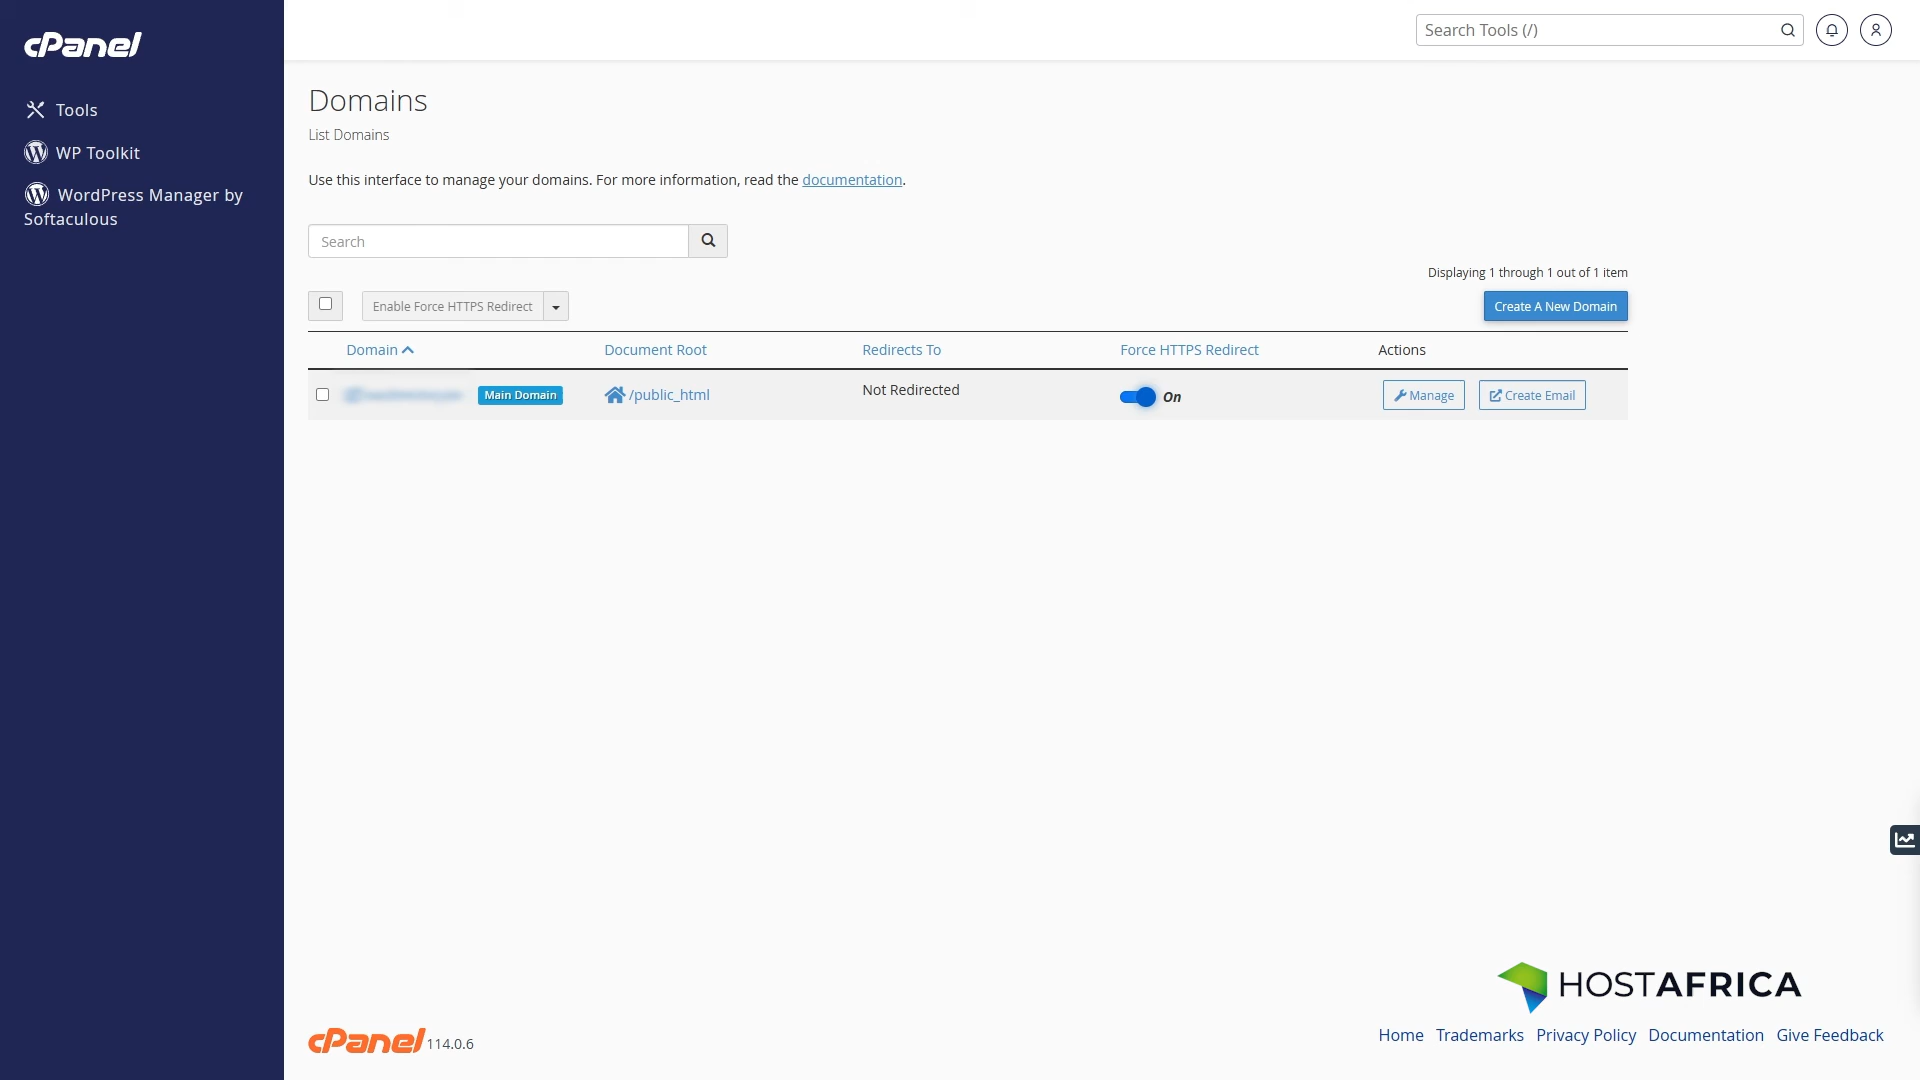 cPanel
Search Tools (/)
Tools
WP Toolkit
WordPress Manager by
Softaculous
Domains
List Domains
Use this interface to manage your domains. For more information, read the documentation.
Search
Displaying 1 through 1 out of 1 item
Enable Force HTTPS Redirect
Create A New Domain
Domain Document Root Redirects To Force HTTPS Redirect Actions
Main Domain /public_html Not Redirected On Manage Create Email
HOSTAFRICA
cPanel 114.0.6
Home Trademarks Privacy Policy Documentation Give Feedback